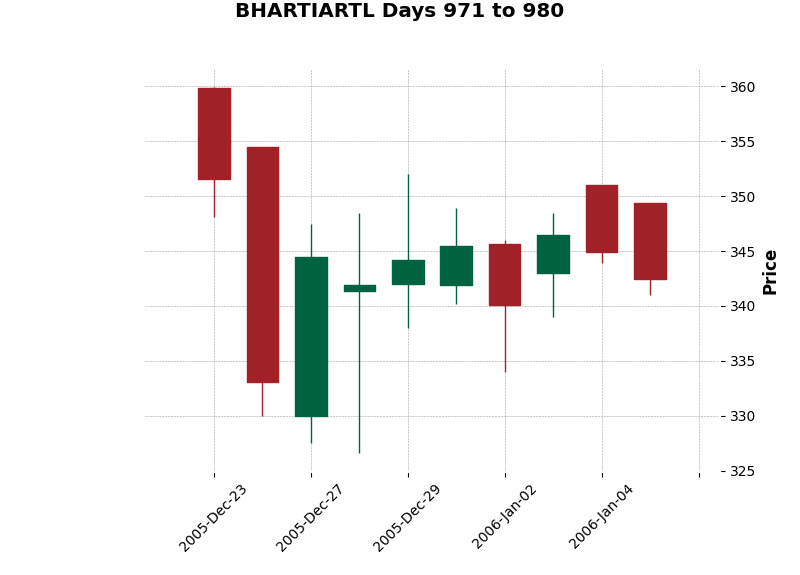 BHARTIARTL Days 971 to 980
360
355
350
345
340
335
330
325
Price
2005-Dec-23
2005-Dec-27
2005-Dec-29
2006-Jan-02
2006-Jan-04